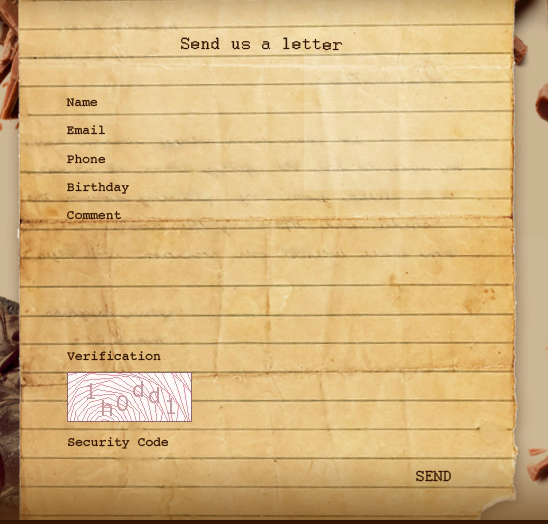 Send us a letter
Name
Email
Phone
Birthday
Comment
Verification
Security Code
SEND